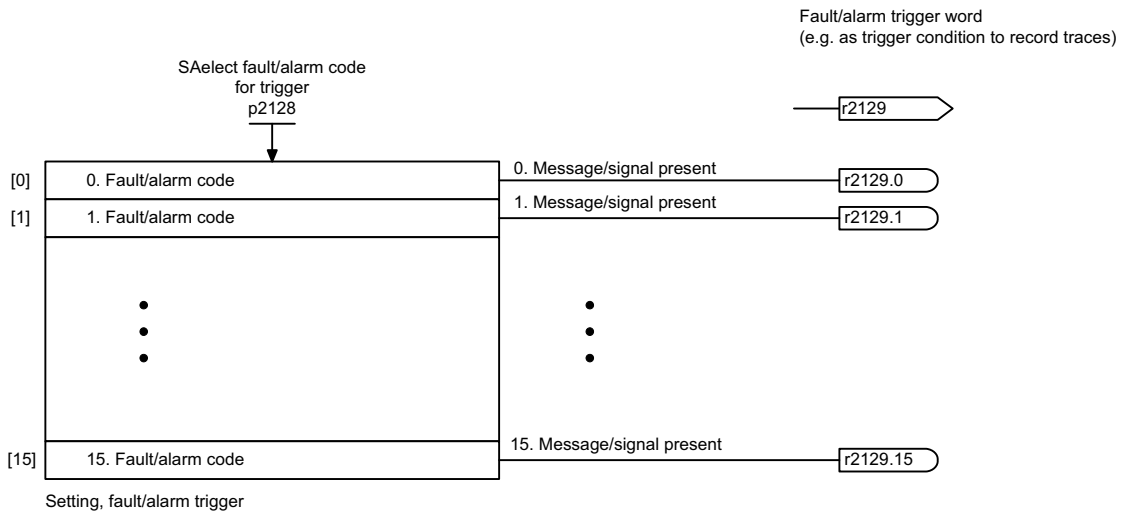 Fault/alarm trigger word
(e.g. as trigger condition to record traces)
SAelect fault/alarm code
for trigger
p2128
r2129
[0]
0. Fault/alarm code
0. Message/signal present
r2129.0
[1]
1. Fault/alarm code
1. Message/signal present
r2129.1
[15]
15. Fault/alarm code
15. Message/signal present
r2129.15
Setting, fault/alarm trigger